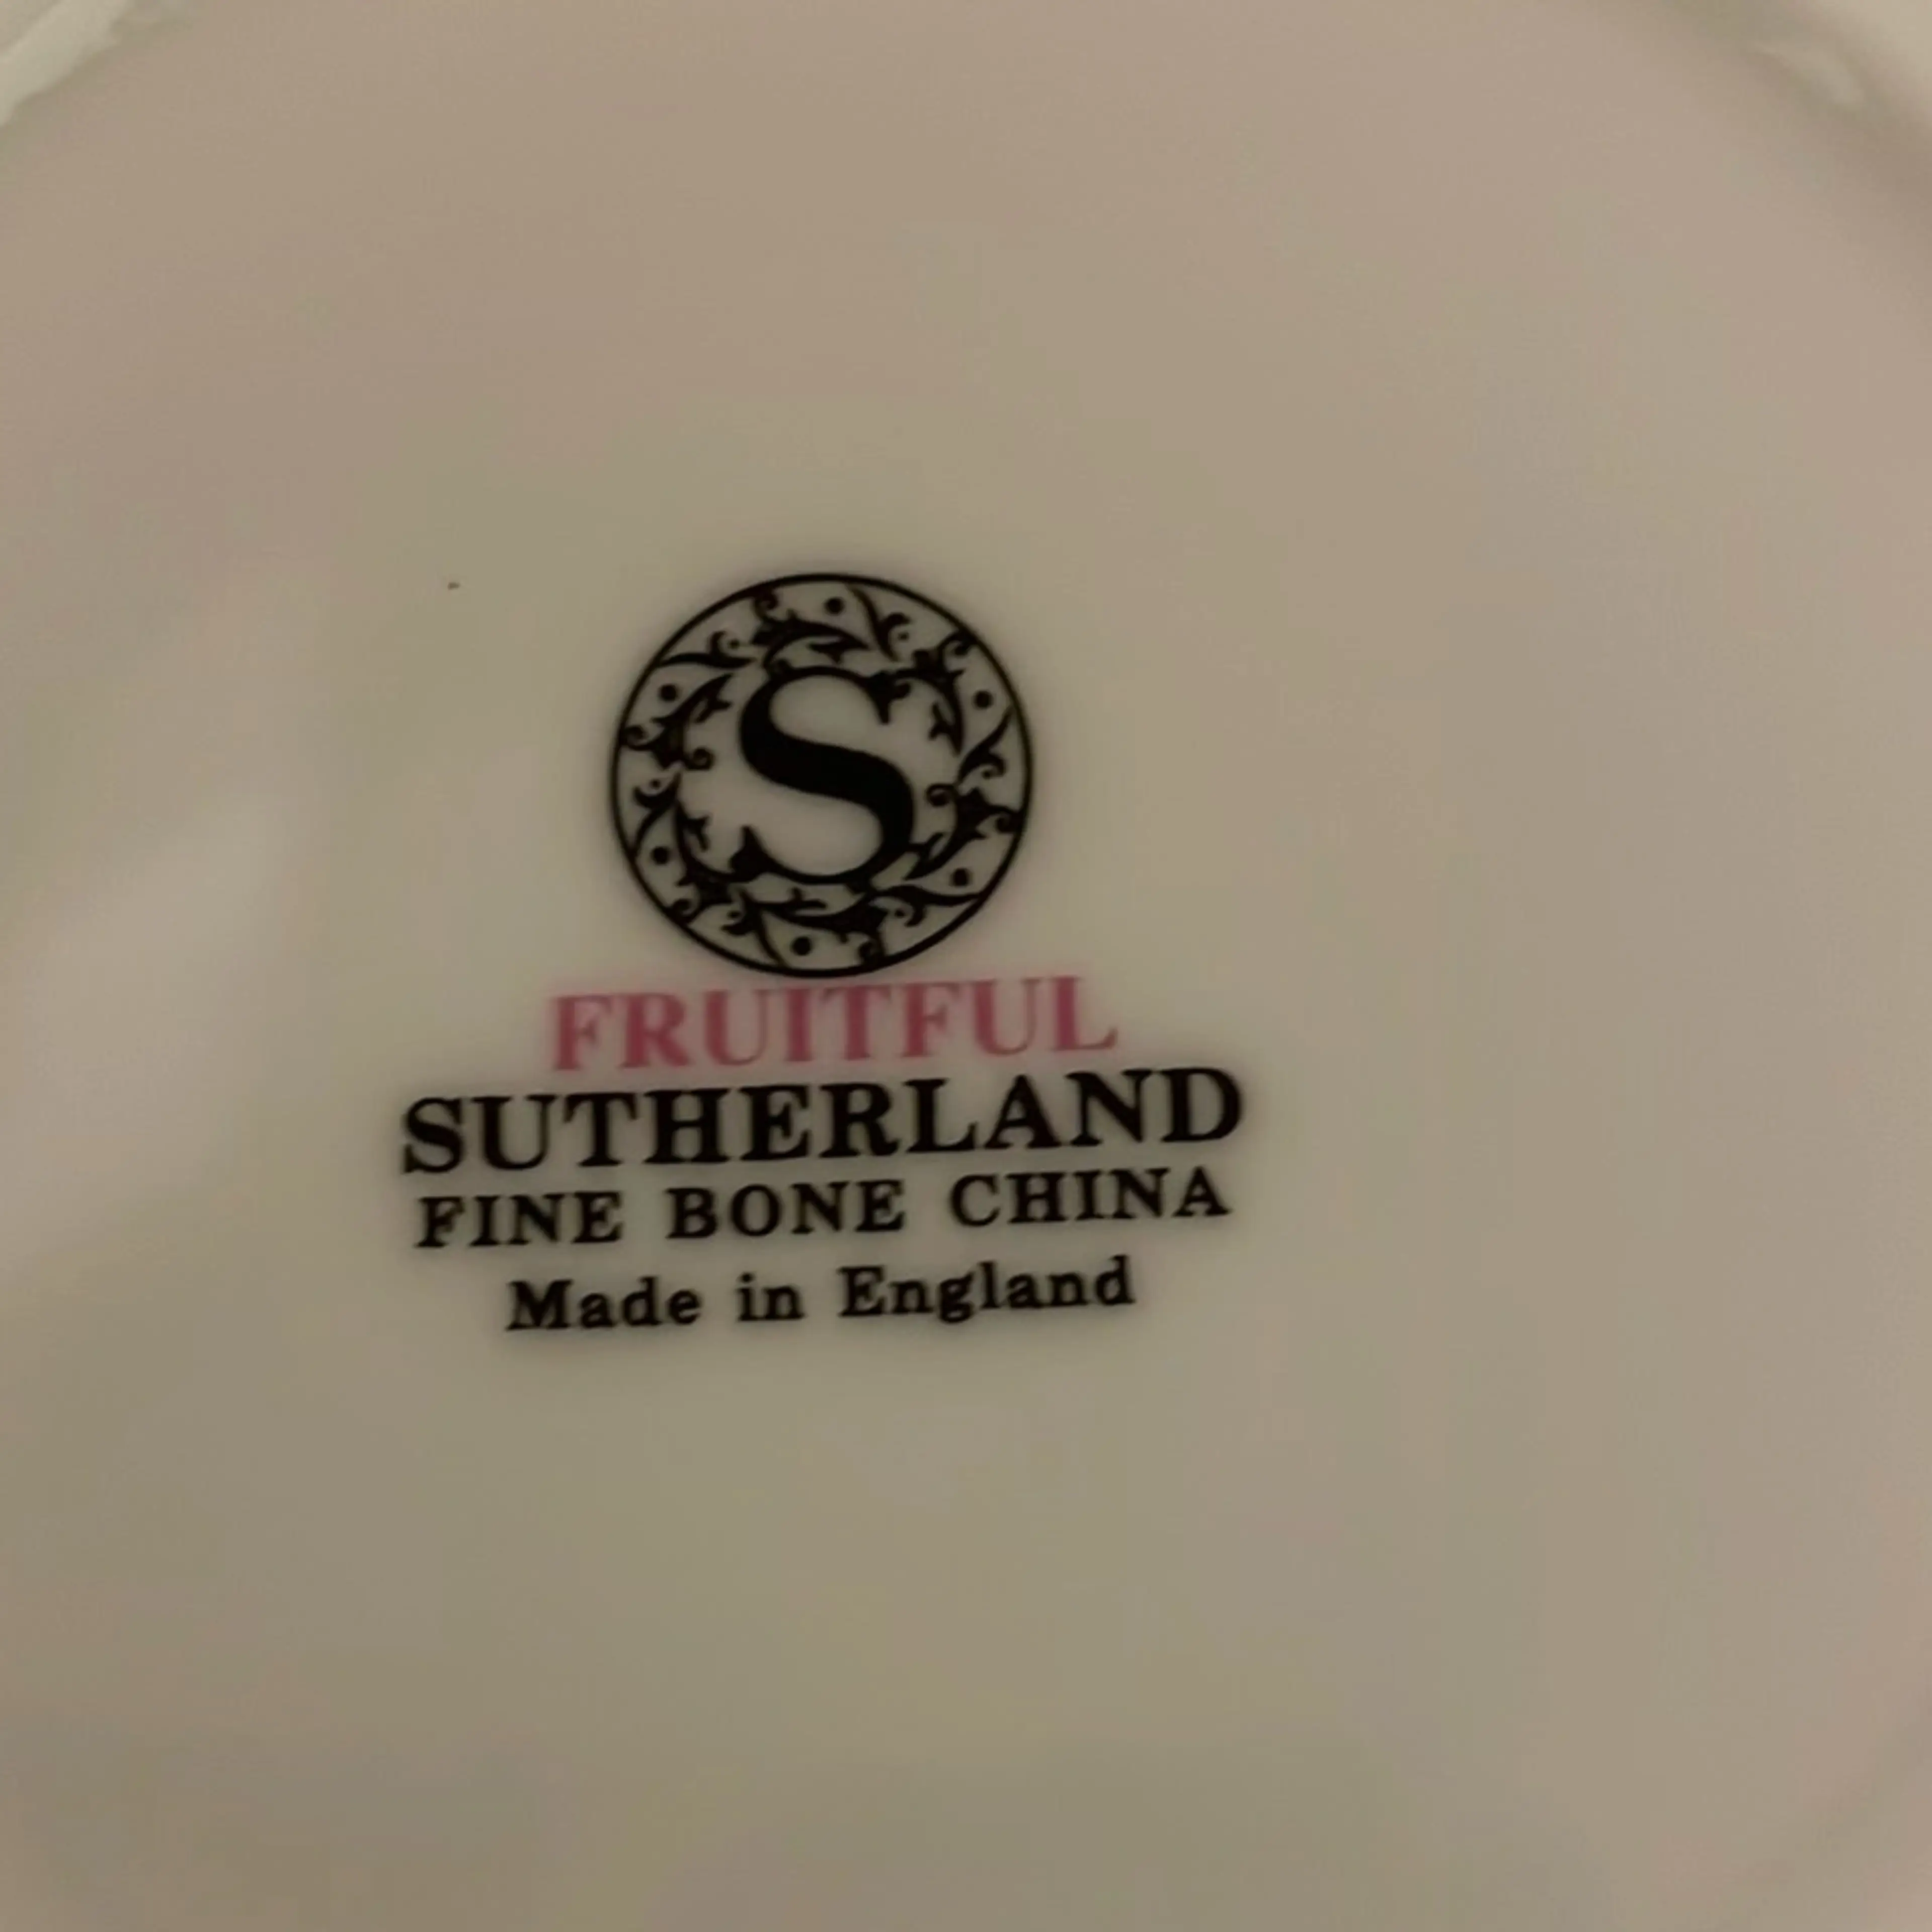 S
FRUITFUL
SUTHERLAND
FINE BONE CHINA
Made in England